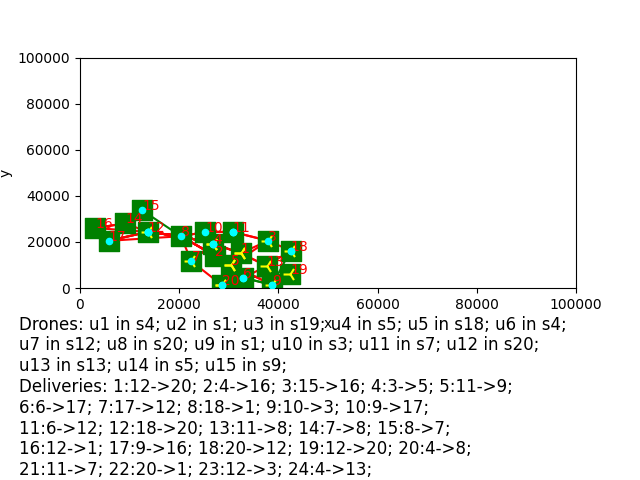 100000
80000
60000
y
40000
20000
0
0 20000 40000 60000 80000 100000
x
Drones: u1 in s4; u2 in s1; u3 in s19; u4 in s5; u5 in s18; u6 in s4;
u7 in s12; u8 in s20; u9 in s1; u10 in s3; u11 in s7; u12 in s20;
u13 in s13; u14 in s5; u15 in s9;
Deliveries: 1:12->20; 2:4->16; 3:15->16; 4:3->5; 5:11->9;
6:6->17; 7:17->12; 8:18->1; 9:10->3; 10:9->17;
11:6->12; 12:18->20; 13:11->8; 14:7->8; 15:8->7;
16:12->1; 17:9->16; 18:20->12; 19:12->20; 20:4->8;
21:11->7; 22:20->1; 23:12->3; 24:4->13;